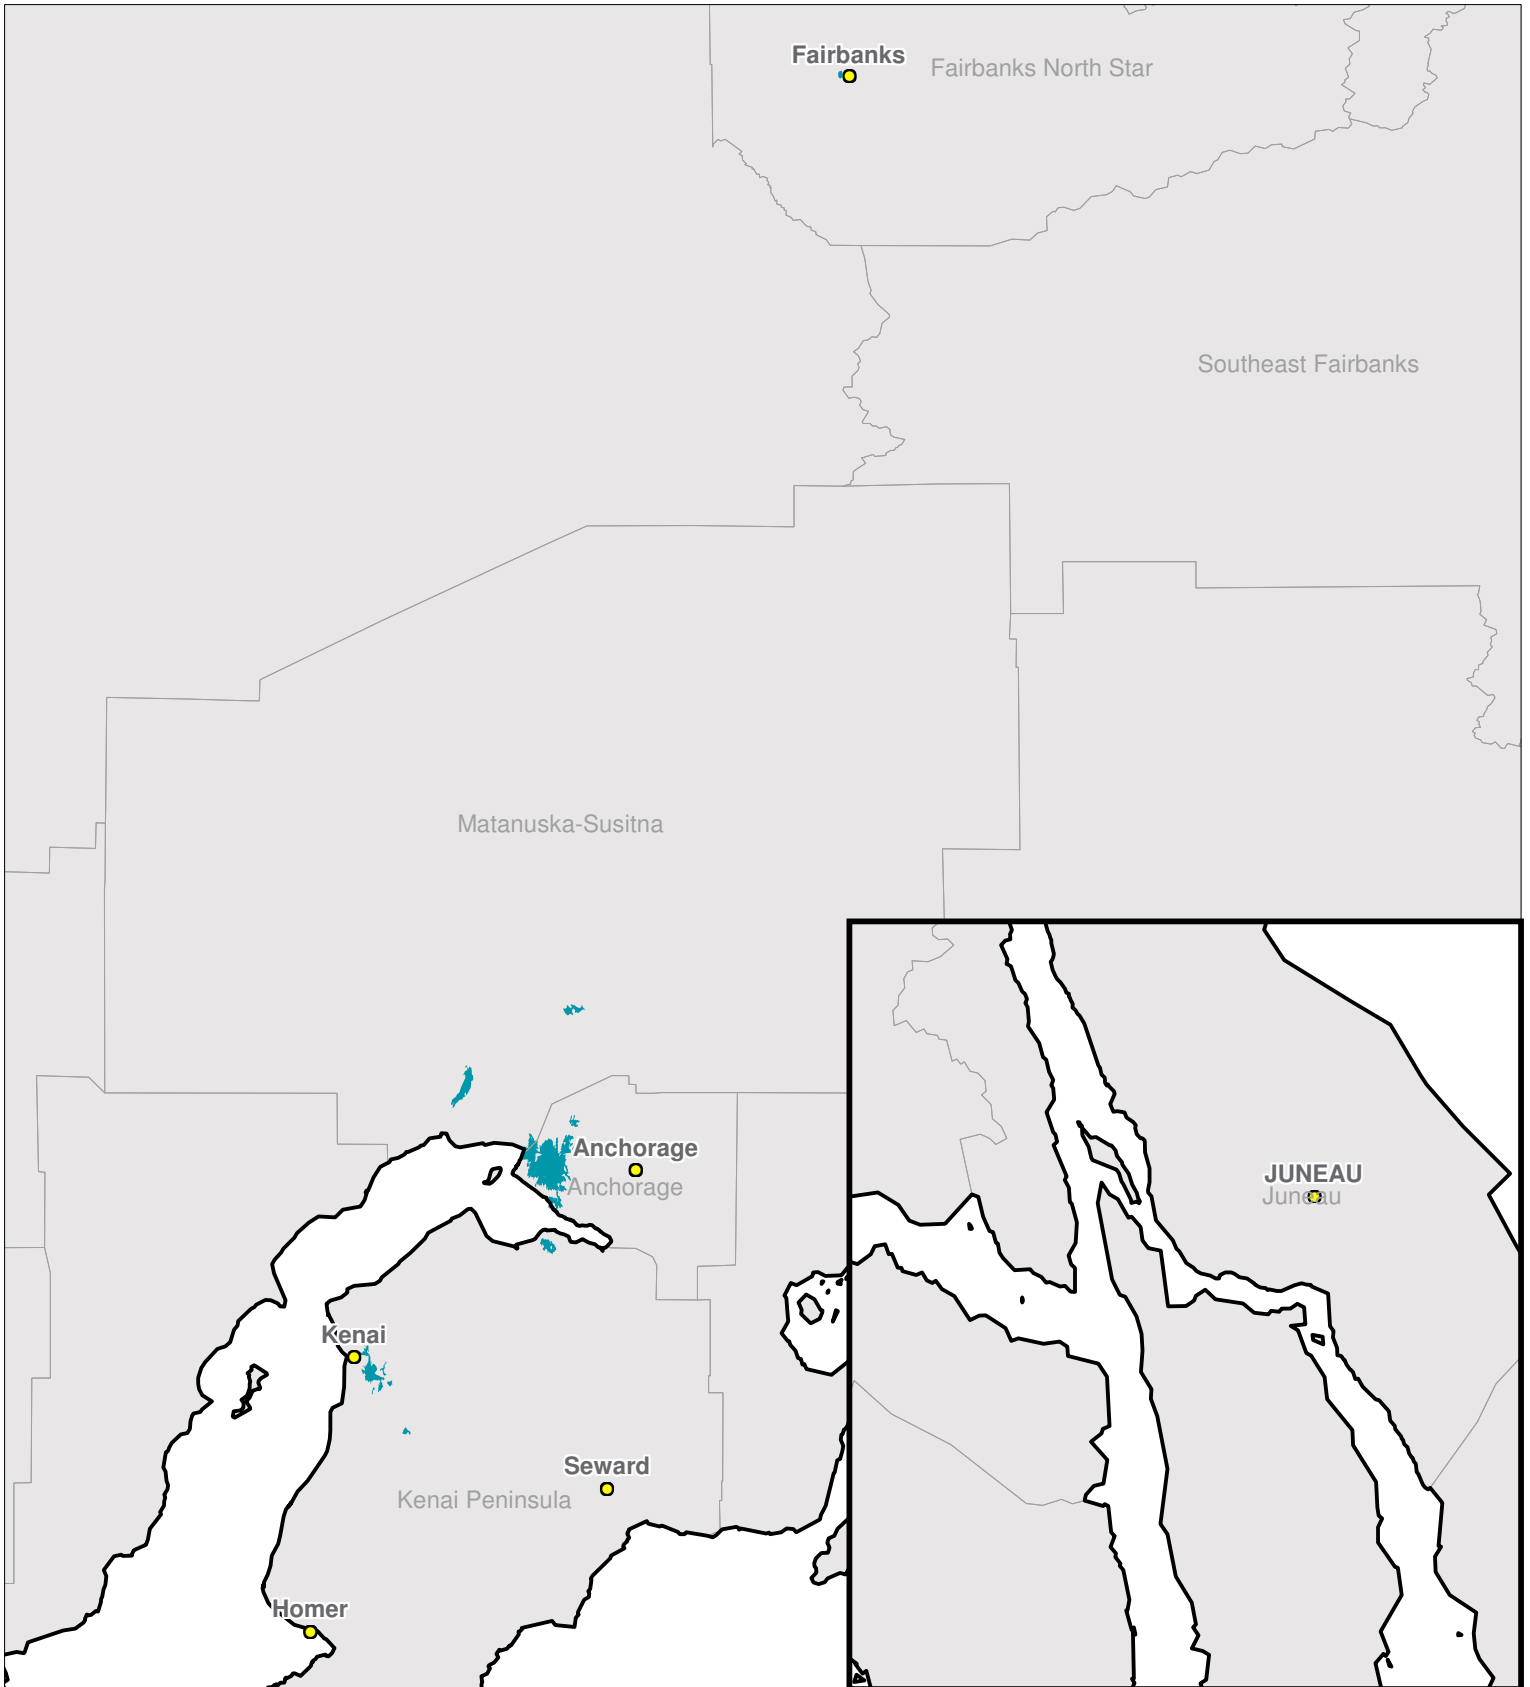 Fairbanks
Fairbanks North Star
Southeast Fairbanks
Matanuska-Susitna
Anchorage
Anchorage
JUNEAU
Juneau
Kenai
Seward
Kenai Peninsula
Homer